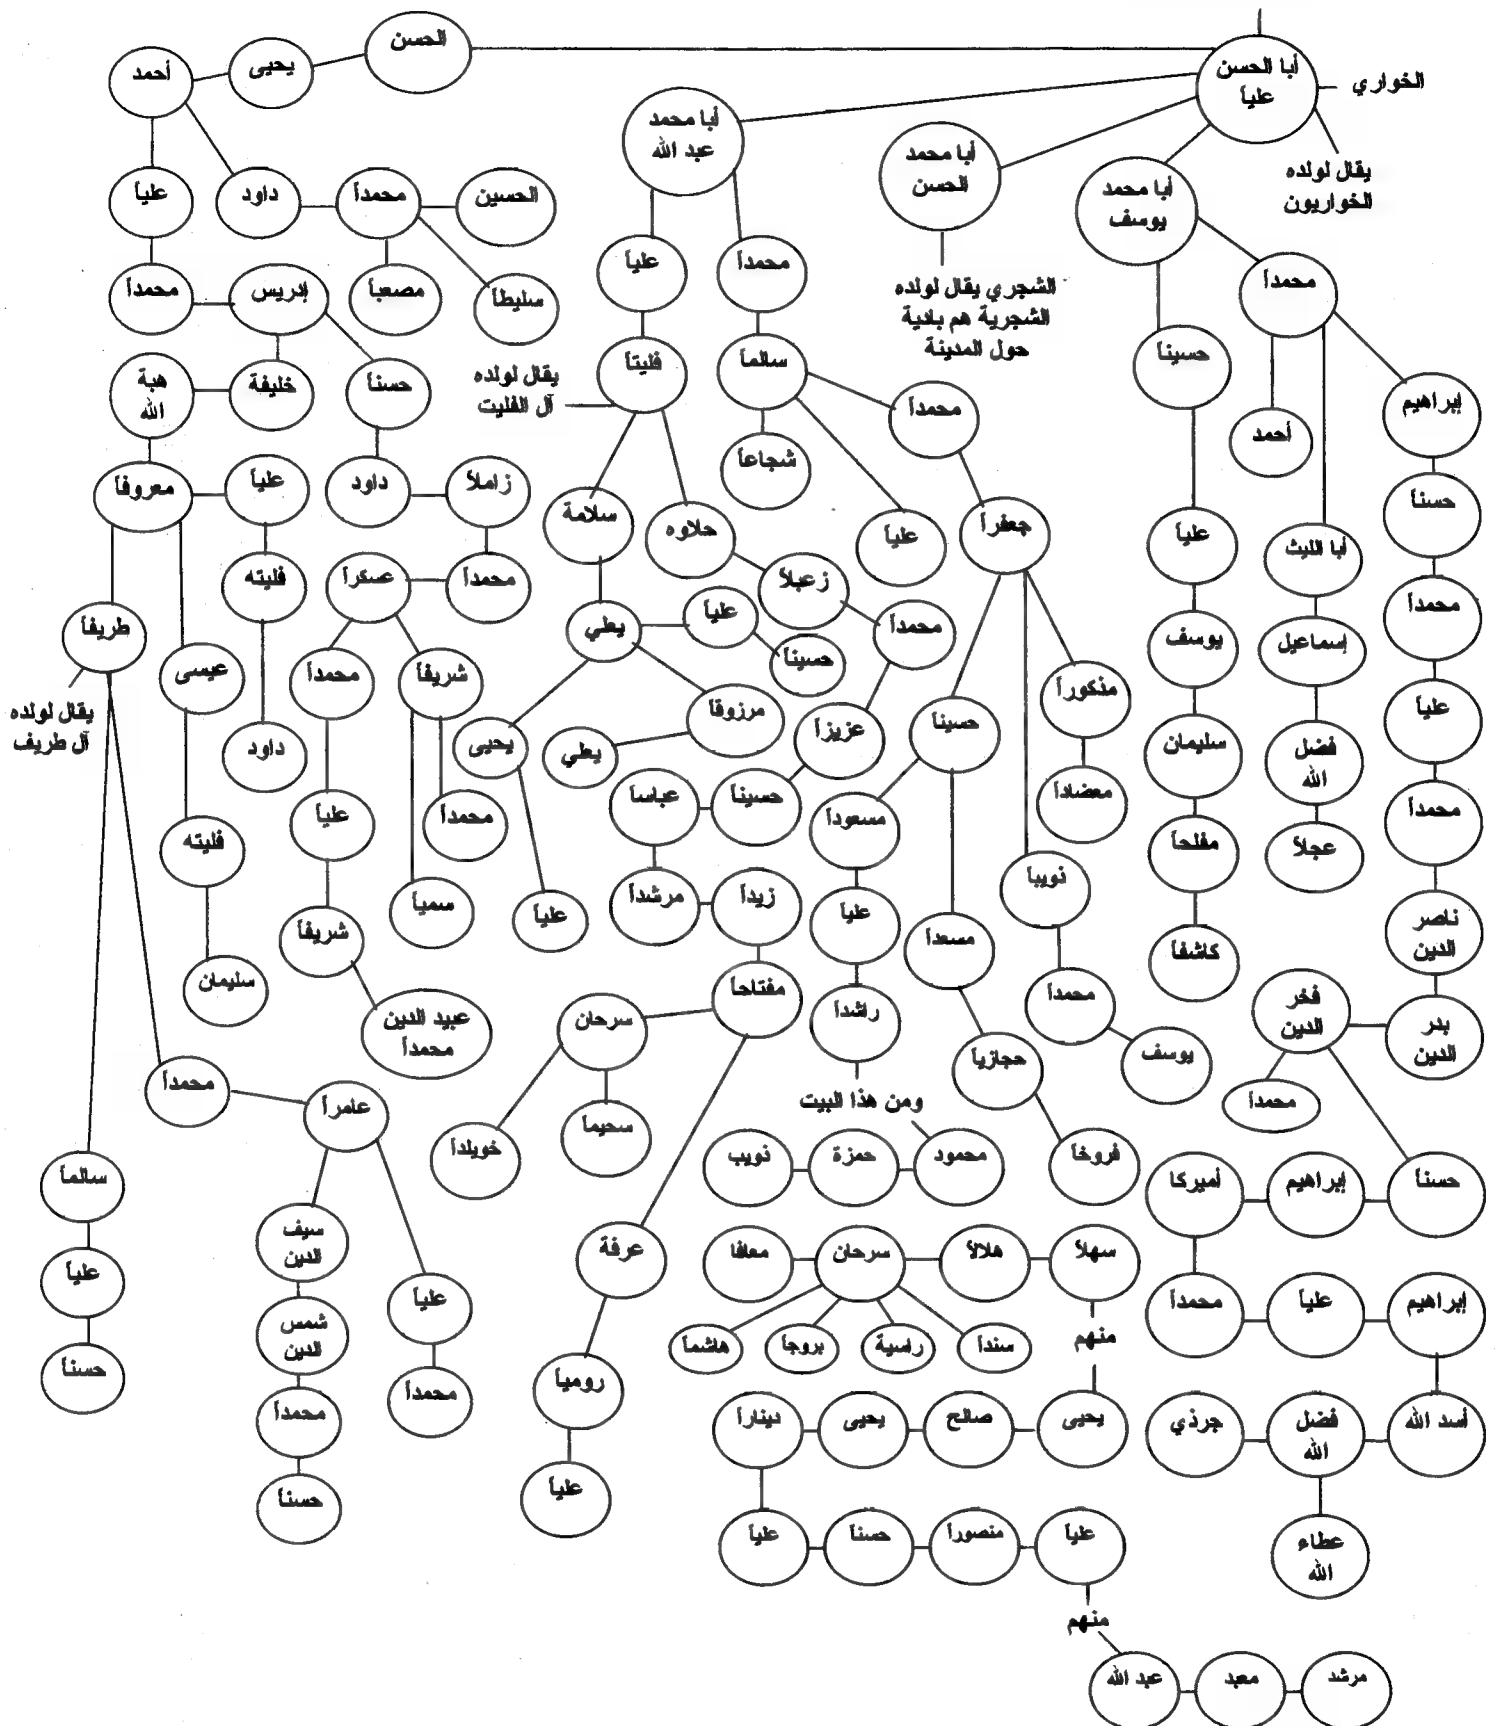 الخواري
أبا الحسن
علياً
يقال لولده
الخواريون
الحسن
يحيى
أحمد
أبا محمد
عبد الله
أبا محمد
الحسن
أبا محمد
يوسف
الشجري يقال لولده
الشجرية هم بادية
حول المدينة
محمداً
حسيناً
إبراهيم
أحمد
أبا الليث
حسناً
محمداً
علياً
محمداً
ناصر
الدين
بدر
الدين
فخر
الدين
محمداً
حسناً
إبراهيم
أميركا
محمداً
علياً
إبراهيم
أسد الله
فضل
الله
جرذي
عطاء
الله
إسماعيل
فضل
الله
عجلاً
علياً
يوسف
سليمان
مفلحاً
كاشفاً
محمداً
سالماً
محمداً
شجاعاً
علياً
جعفراً
مذكوراً
معضاداً
ذويباً
محمداً
يوسف
حسيناً
مسعداً
حجازياً
فروخاً
مسعوداً
علياً
راشداً
ومن هذا البيت
محمود
حمزة
ذويب
سهلاً
هلالاً
سرحان
معافا
سنداً
راسية
بروجاً
هاشماً
منهم
يحيى
صالح
يحيى
ديناراً
علياً
حسناً
منصوراً
علياً
منهم
عبد الله
معبد
مرشد
علياً
فليتاً
يقال لولده
آل الفليت
حلاوه
سلامة
زعبلاً
محمداً
عزيزاً
حسيناً
عباساً
مرشداً
زيداً
مفتاحاً
سرحان
سحيماً
خويلداً
عرفة
رومياً
علياً
يعلي
علياً
حسيناً
مرزوقاً
يعلي
يحيى
علياً
علياً
داود
محمداً
الحسين
سليطاً
مصعباً
محمداً
إدريس
حسناً
خليفة
هبة
الله
داود
زاملاً
محمداً
عسكراً
شريفاً
محمداً
محمداً
سمياً
علياً
شريفاً
عبيد الدين
محمداً
معروفاً
علياً
فليته
داود
عيسى
فليته
سليمان
طريفاً
يقال لولده
آل طريف
محمداً
عامراً
علياً
محمداً
سيف
الدين
شمس
الدين
محمداً
حسناً
سالماً
علياً
حسناً